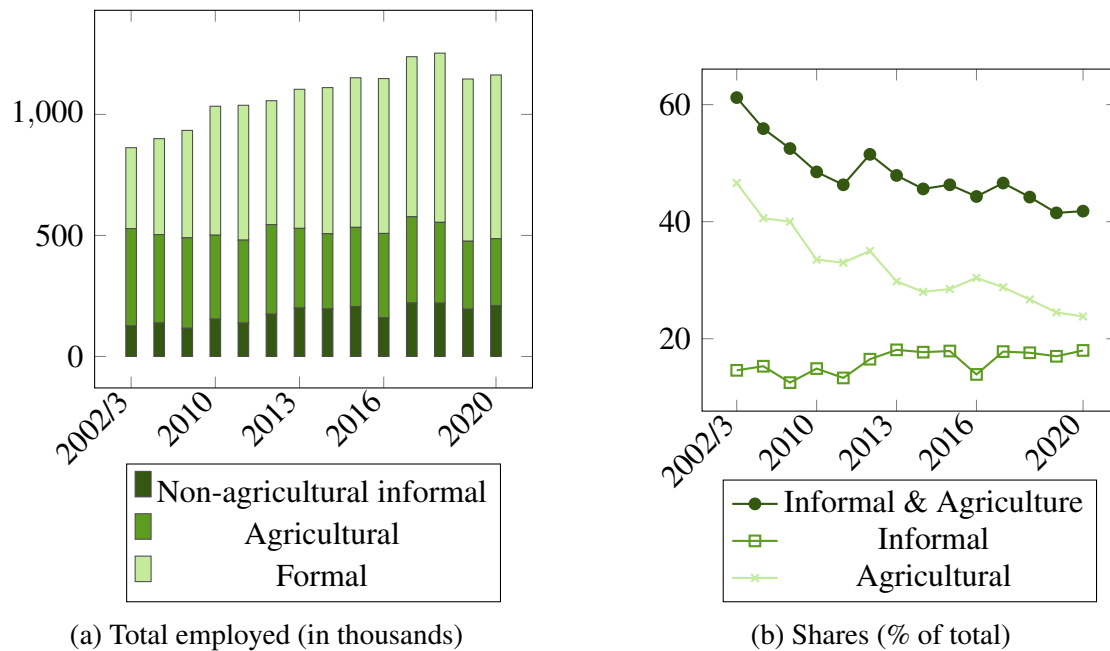 1,000
500
0
2002/3
2010
2013
2016
2020
Non-agricultural informal
Agricultural
Formal
(a) Total employed (in thousands)
60
40
20
2002/3
2010
2013
2016
2020
Informal & Agriculture
Informal
Agricultural
(b) Shares (% of total)